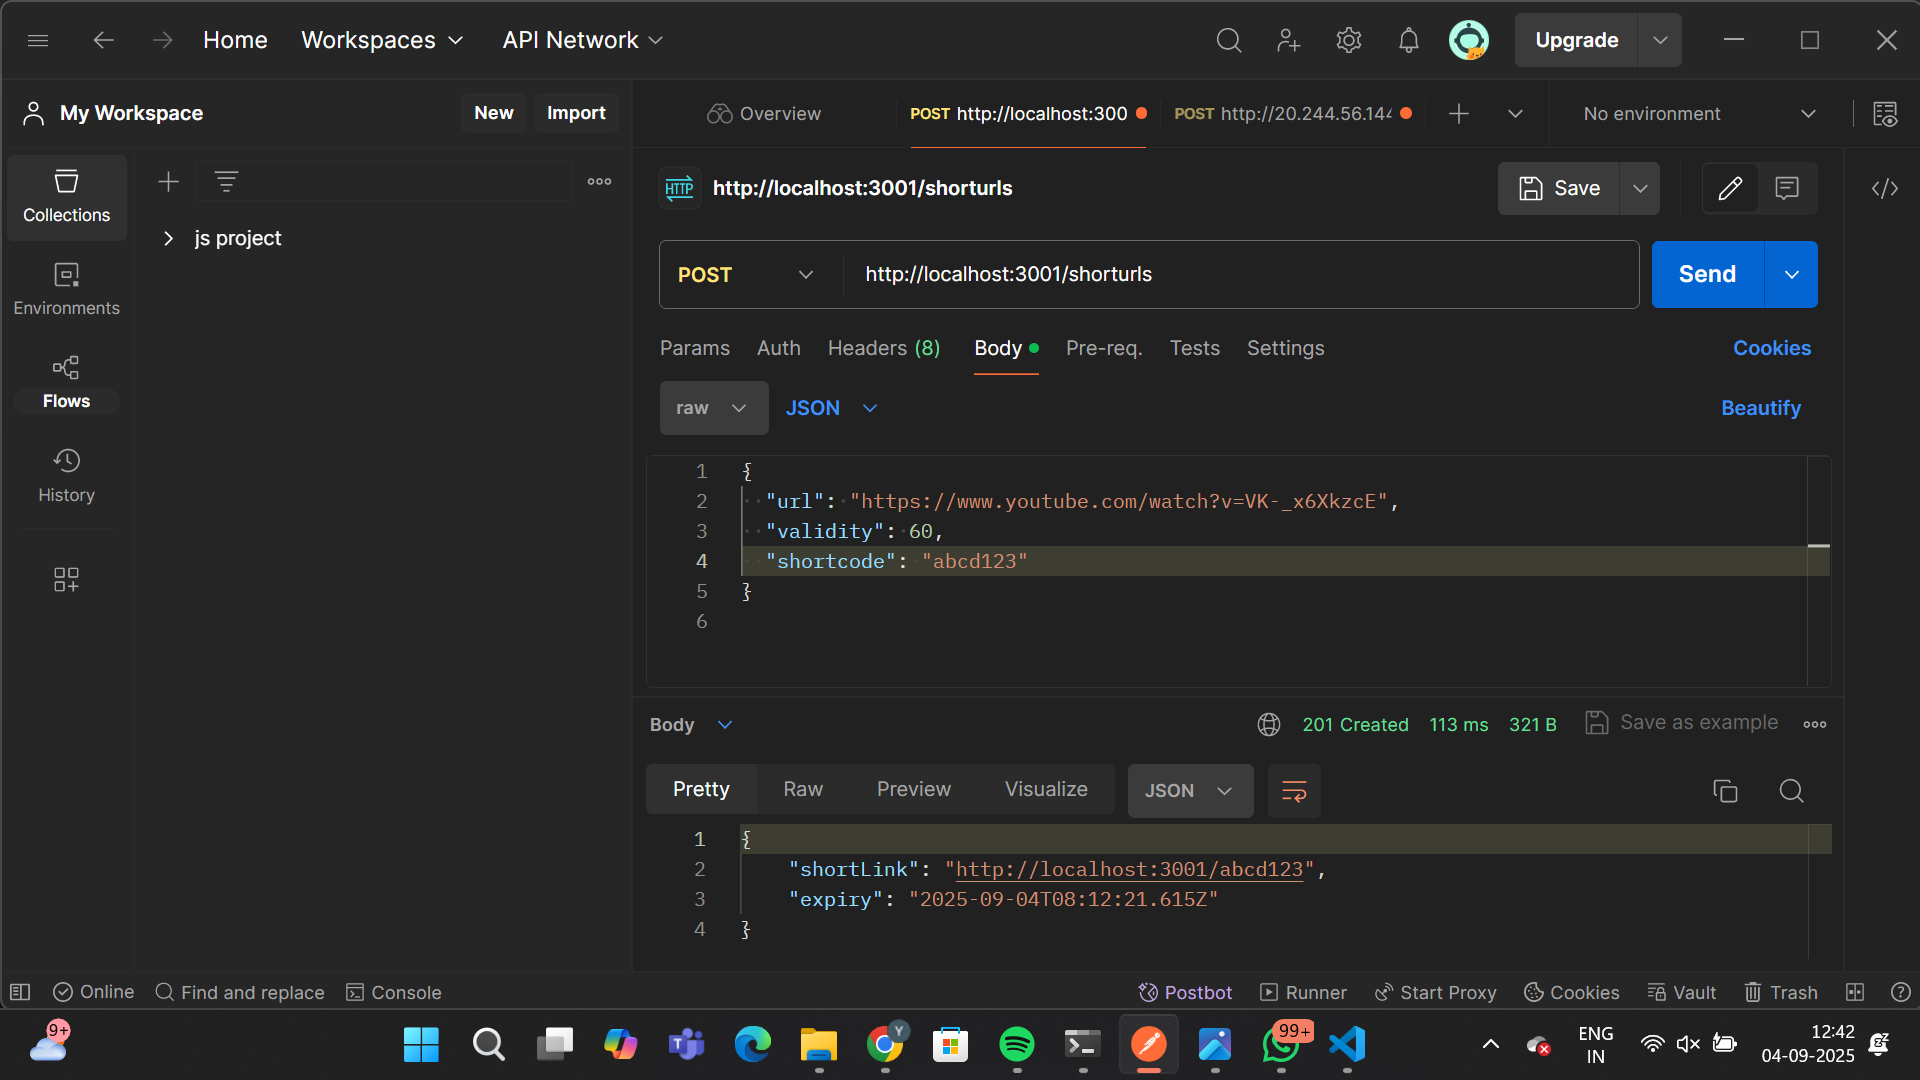 Home
Workspaces
API Network
Upgrade
My Workspace
New
Import
Overview
POST http://localhost:300
POST http://20.244.56.144
No environment
Collections
js project
Environments
Flows
History
HTTP http://localhost:3001/shorturls
Save
POST
http://localhost:3001/shorturls
Send
Params Auth Headers (8) Body Pre-req. Tests Settings
Cookies
raw
JSON
Beautify
1 {
2 "url": "https://www.youtube.com/watch?v=VK-_x6XkzcE",
3 "validity": 60,
4 "shortcode": "abcd123"
5 }
6
Body
201 Created 113 ms 321 B
Save as example
Pretty Raw Preview Visualize
JSON
1 {
2 "shortLink": "http://localhost:3001/abcd123",
3 "expiry": "2025-09-04T08:12:21.615Z"
4 }
Online
Find and replace
Console
Postbot
Runner
Start Proxy
Cookies
Vault
Trash
9+
Y
99+
ENG
IN
12:42
04-09-2025